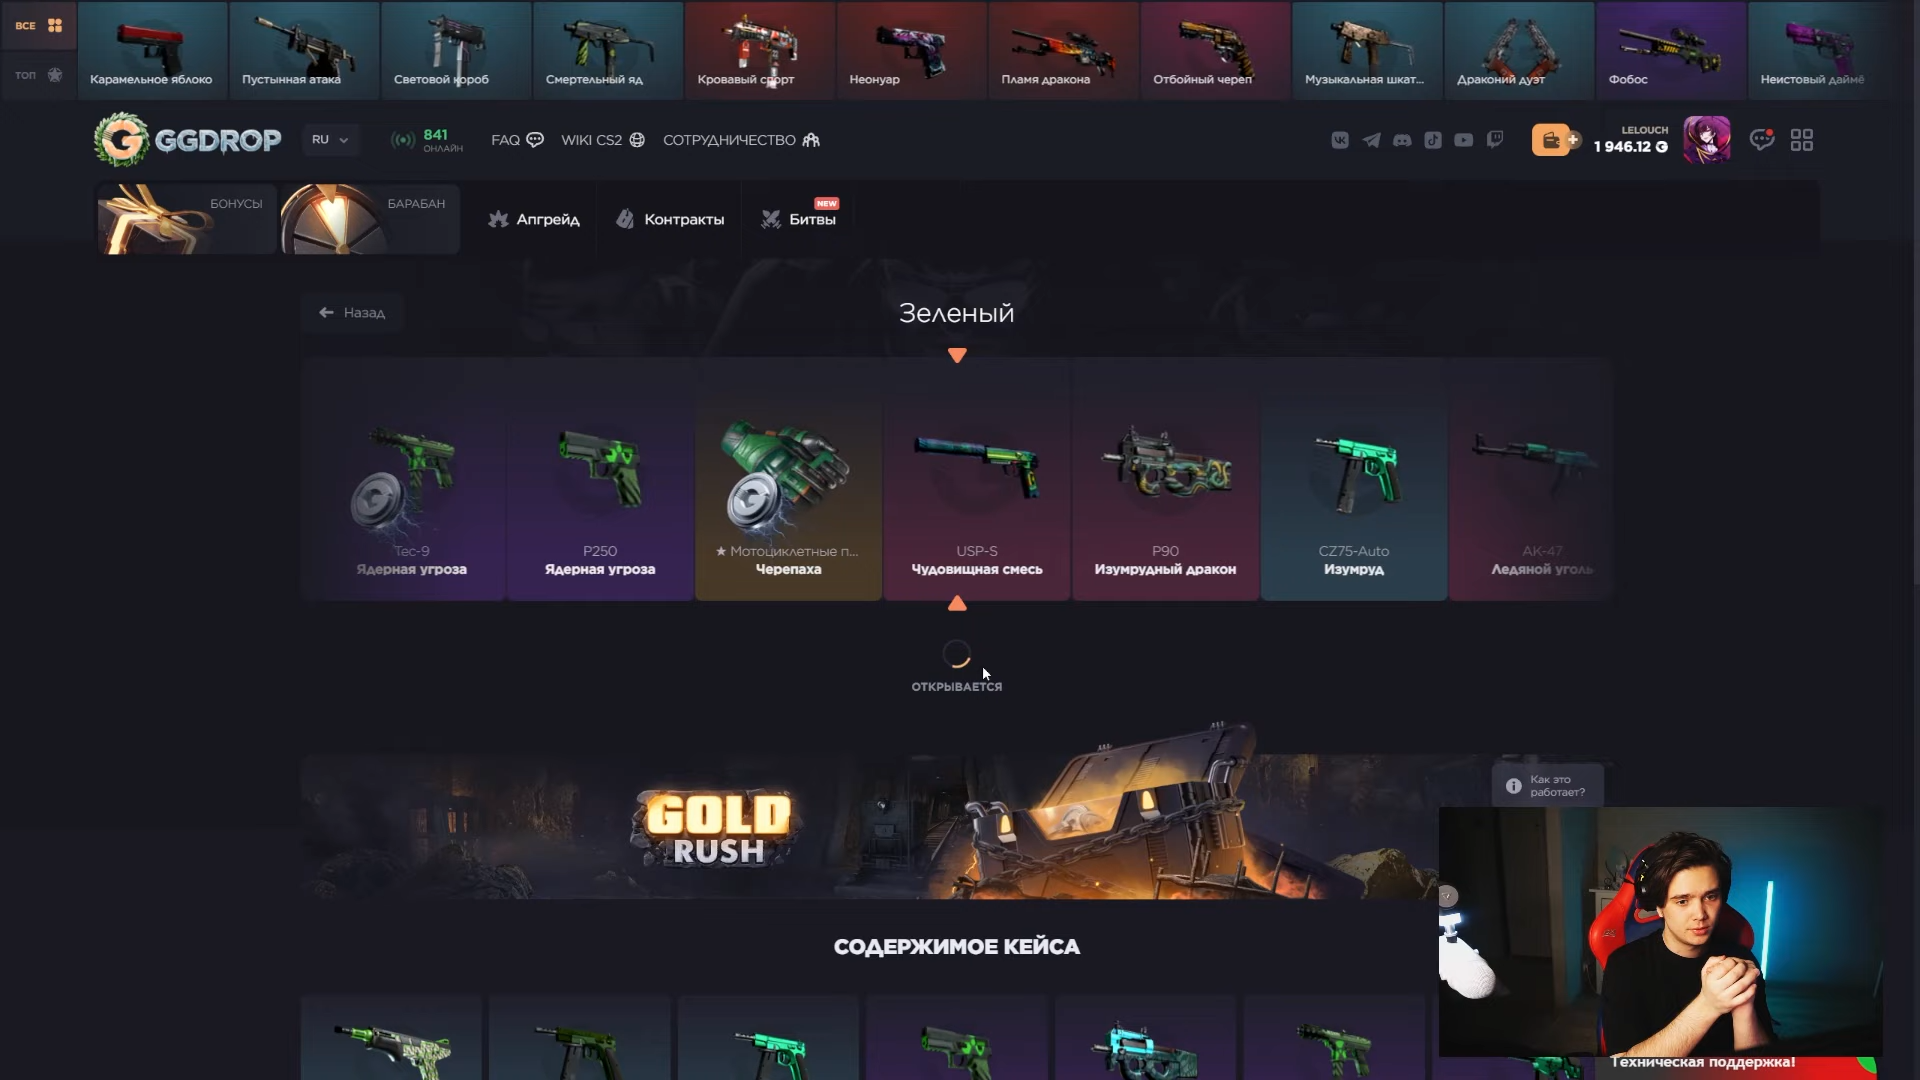 ВСЕ
ТОП
Карамельное яблоко
Пустынная атака
Световой короб
Смертельный яд
Кровавый спорт
Неонуар
Пламя дракона
Отбойный череп
Музыкальная шкат...
Драконий дуэт
Фобос
Неистовый даймё
GGDROP
RU
841
ОНЛАЙН
FAQ
WIKI CS2
СОТРУДНИЧЕСТВО
LELOUCH
1 946.12
БОНУСЫ
БАРАБАН
Апгрейд
Контракты
Битвы
NEW
Назад
Зеленый
Tec-9
Ядерная угроза
P250
Ядерная угроза
★ Мотоциклетные п...
Черепаха
USP-S
Чудовищная смесь
P90
Изумрудный дракон
CZ75-Auto
Изумруд
AK-47
Ледяной уголь
ОТКРЫВАЕТСЯ
GOLD
RUSH
Как это
работает?
СОДЕРЖИМОЕ КЕЙСА
Техническая поддержка!